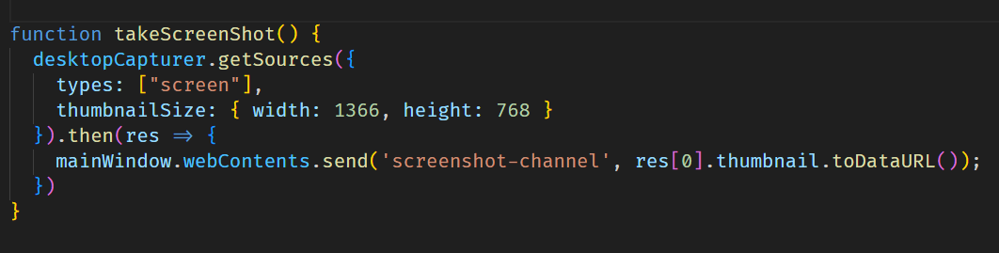 function takeScreenShot() {
  desktopCapturer.getSources({
    types: ["screen"],
    thumbnailSize: { width: 1366, height: 768 }
  }).then(res => {
    mainWindow.webContents.send('screenshot-channel', res[0].thumbnail.toDataURL());
  })
}